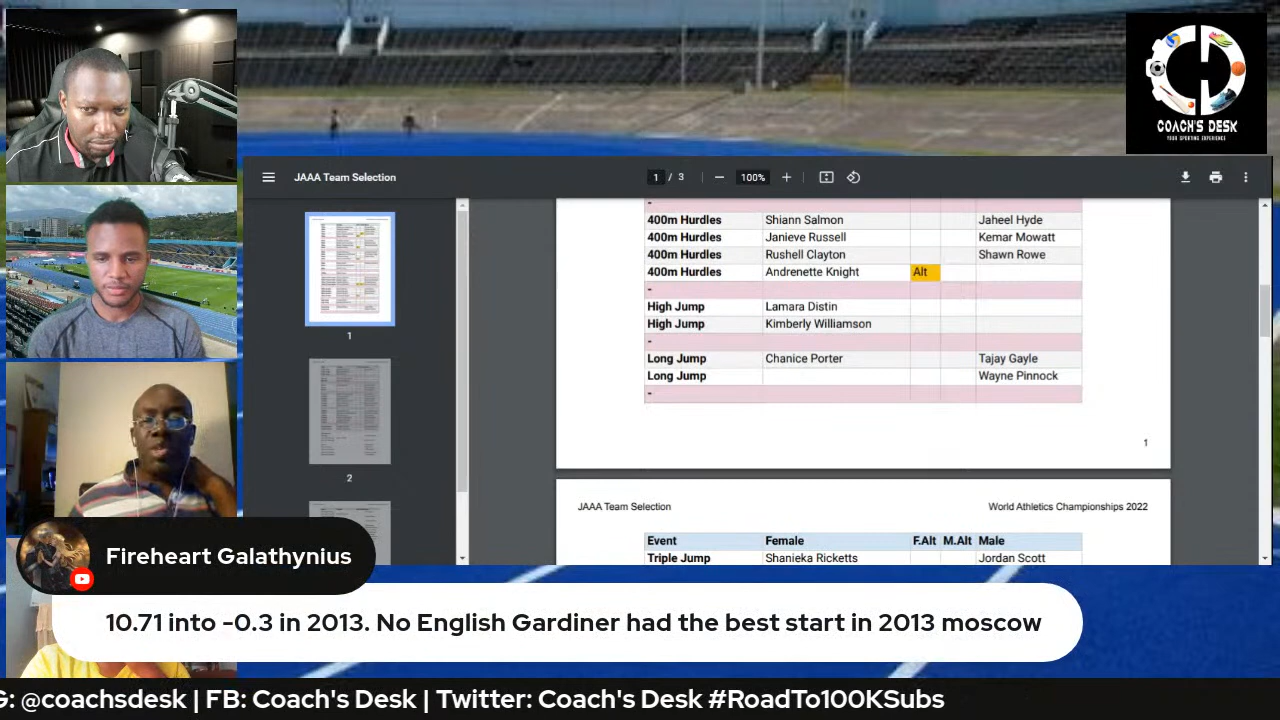 COACH'S DESK
YOUR SPORTING EXPERIENCE
JAAA Team Selection
1 / 3
100%
1
2
-
400m Hurdles Shiann Salmon Jaheel Hyde
400m Hurdles Janieve Russell Kemar Mowatt
400m Hurdles Rushell Clayton Shawn Rowe
400m Hurdles Andrenette Knight Alt
-
High Jump Lamara Distin
High Jump Kimberly Williamson
-
Long Jump Chanice Porter Tajay Gayle
Long Jump Wayne Pinnock
-
1
JAAA Team Selection World Athletics Championships 2022
Event Female F.Alt M.Alt Male
Triple Jump Shanieka Ricketts Jordan Scott
Fireheart Galathynius
10.71 into -0.3 in 2013. No English Gardiner had the best start in 2013 moscow
G: @coachsdesk | FB: Coach's Desk | Twitter: Coach's Desk #RoadTo100KSubs